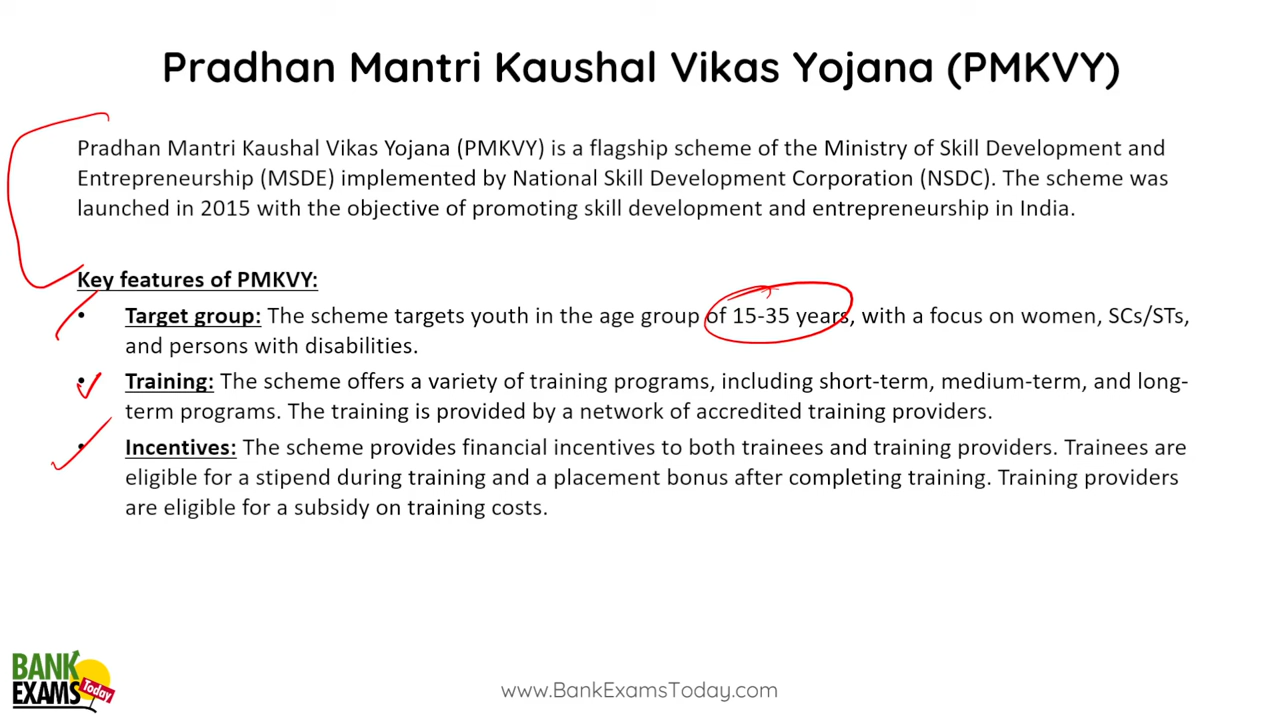 Pradhan Mantri Kaushal Vikas Yojana (PMKVY)
Pradhan Mantri Kaushal Vikas Yojana (PMKVY) is a flagship scheme of the Ministry of Skill Development and
Entrepreneurship (MSDE) implemented by National Skill Development Corporation (NSDC). The scheme was
launched in 2015 with the objective of promoting skill development and entrepreneurship in India.
Key features of PMKVY:
• Target group: The scheme targets youth in the age group of 15-35 years, with a focus on women, SCs/STs,
and persons with disabilities.
• Training: The scheme offers a variety of training programs, including short-term, medium-term, and long-
term programs. The training is provided by a network of accredited training providers.
• Incentives: The scheme provides financial incentives to both trainees and training providers. Trainees are
eligible for a stipend during training and a placement bonus after completing training. Training providers
are eligible for a subsidy on training costs.
BANK
EXAMS
Today
www.BankExamsToday.com